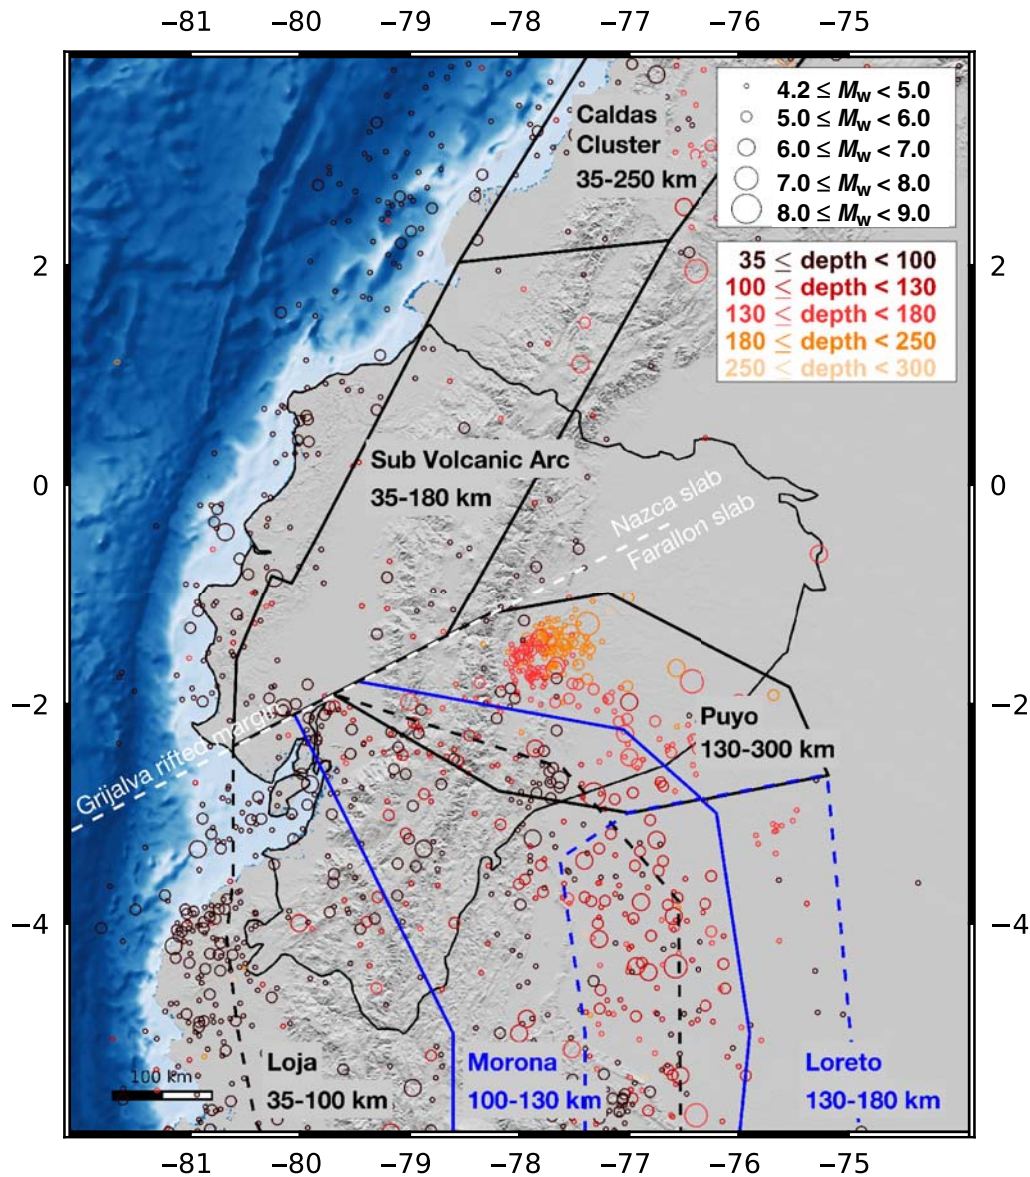 −81 −80 −79 −78 −77 −76 −75
4.2 ≤ Mw < 5.0
5.0 ≤ Mw < 6.0
6.0 ≤ Mw < 7.0
7.0 ≤ Mw < 8.0
8.0 ≤ Mw < 9.0
Caldas
Cluster
35-250 km
35 ≤ depth < 100
100 ≤ depth < 130
130 ≤ depth < 180
180 ≤ depth < 250
250 ≤ depth < 300
2 2
Sub Volcanic Arc
35-180 km
0 0
Nazca slab
Farallon slab
−2 −2
Puyo
130-300 km
Grijalva rifted margin
−4 −4
Loja
35-100 km
Morona
100-130 km
Loreto
130-180 km
100 km
−81 −80 −79 −78 −77 −76 −75